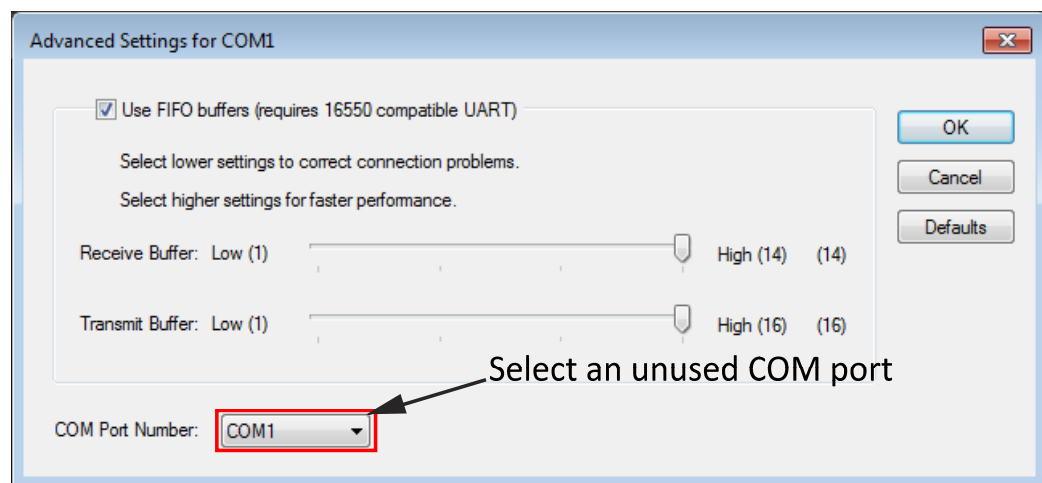 Advanced Settings for COM1
Use FIFO buffers (requires 16550 compatible UART)
OK
Select lower settings to correct connection problems.
Cancel
Select higher settings for faster performance.
Defaults
Receive Buffer: Low (1) High (14) (14)
Transmit Buffer: Low (1) High (16) (16)
Select an unused COM port
COM Port Number: COM1